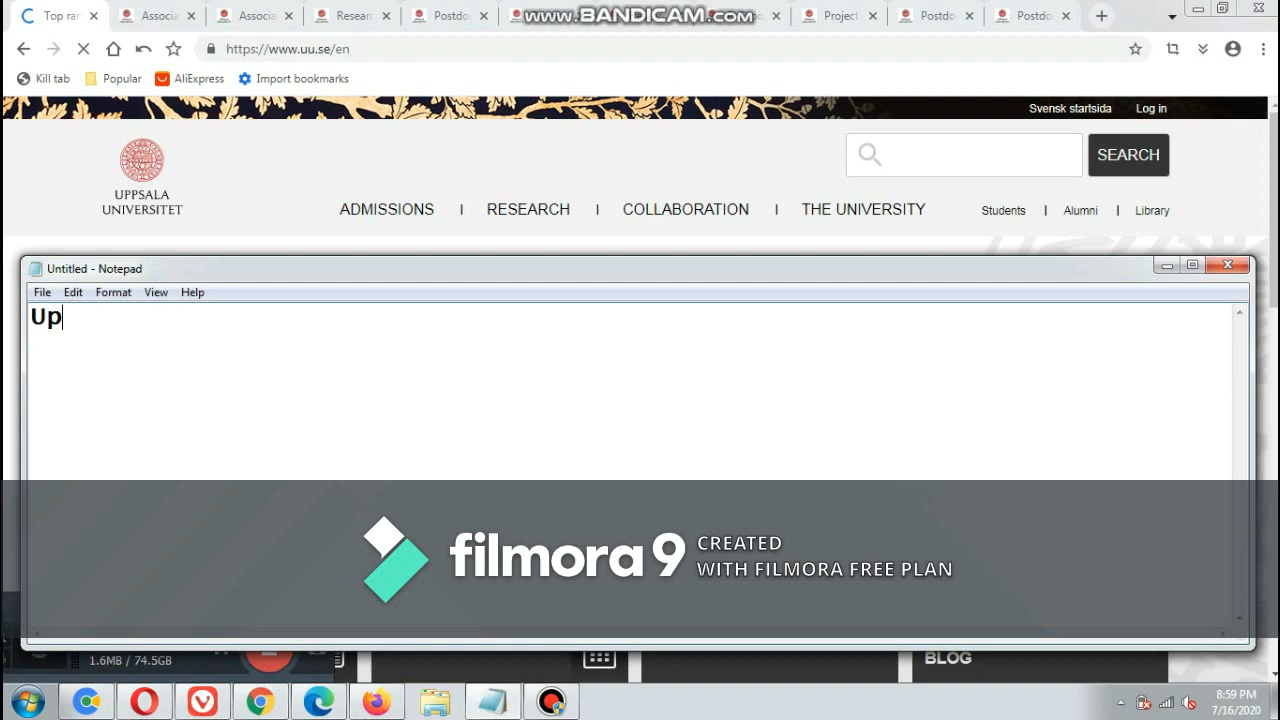 Top ran
Associa
Associa
Researc
Postdo
www.BANDICAM.com
Project
Postdo
Postdo
https://www.uu.se/en
Kill tab
Popular
AliExpress
Import bookmarks
Svensk startsida
Log in
UPPSALA
UNIVERSITET
SEARCH
ADMISSIONS
RESEARCH
COLLABORATION
THE UNIVERSITY
Students
Alumni
Library
Untitled - Notepad
File Edit Format View Help
Up
filmora9 CREATED
WITH FILMORA FREE PLAN
1.6MB / 74.5GB
BLOG
8:59 PM
7/16/2020